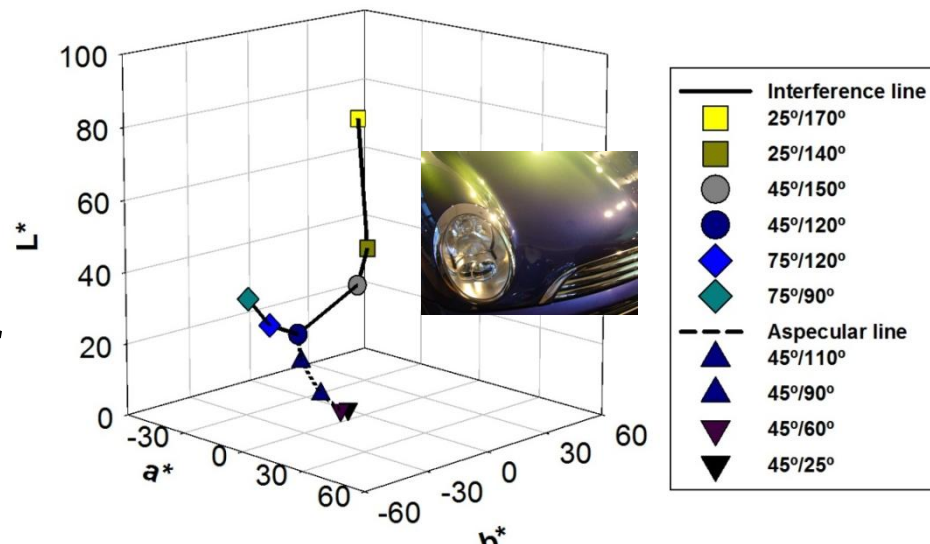 100
80
60
40
20
0
L*
-30
0
30
60
a*
-60
-30
0
30
60
b*
Interference line
25º/170º
25º/140º
45º/150º
45º/120º
75º/120º
75º/90º
Aspecular line
45º/110º
45º/90º
45º/60º
45º/25º